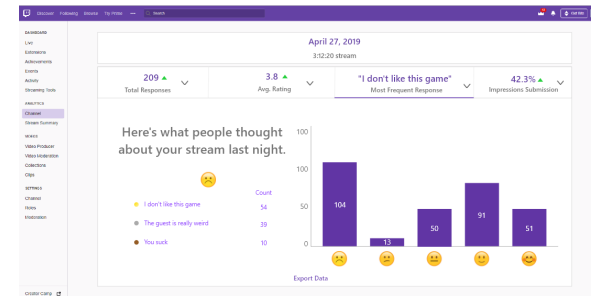 Discover Following Browse Try Prime ••• Search Get Bits
DASHBOARD
Live
Extensions
Achievements
Events
Activity
Streaming Tools
ANALYTICS
Channel
Stream Summary
VIDEOS
Video Producer
Video Moderation
Collections
Clips
SETTINGS
Channel
Roles
Moderation
Creator Camp
April 27, 2019
3:12:20 stream
209
Total Responses
3.8
Avg. Rating
"I don't like this game"
Most Frequent Response
42.3%
Impressions Submission
Here's what people thought
about your stream last night.
Count
I don't like this game 54
The guest is really weird 39
You suck 10
100
100
50
0
104
13
50
91
51
Export Data